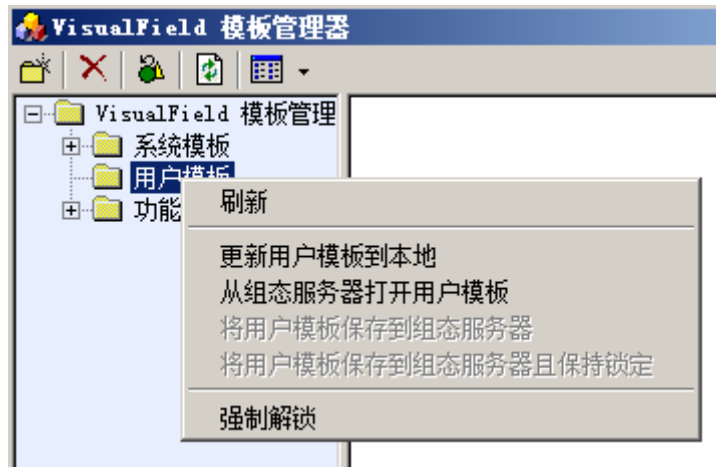 VisualField 模板管理器
VisualField 模板管理
系统模板
用户模板
功能
刷新
更新用户模板到本地
从组态服务器打开用户模板
将用户模板保存到组态服务器
将用户模板保存到组态服务器且保持锁定
强制解锁